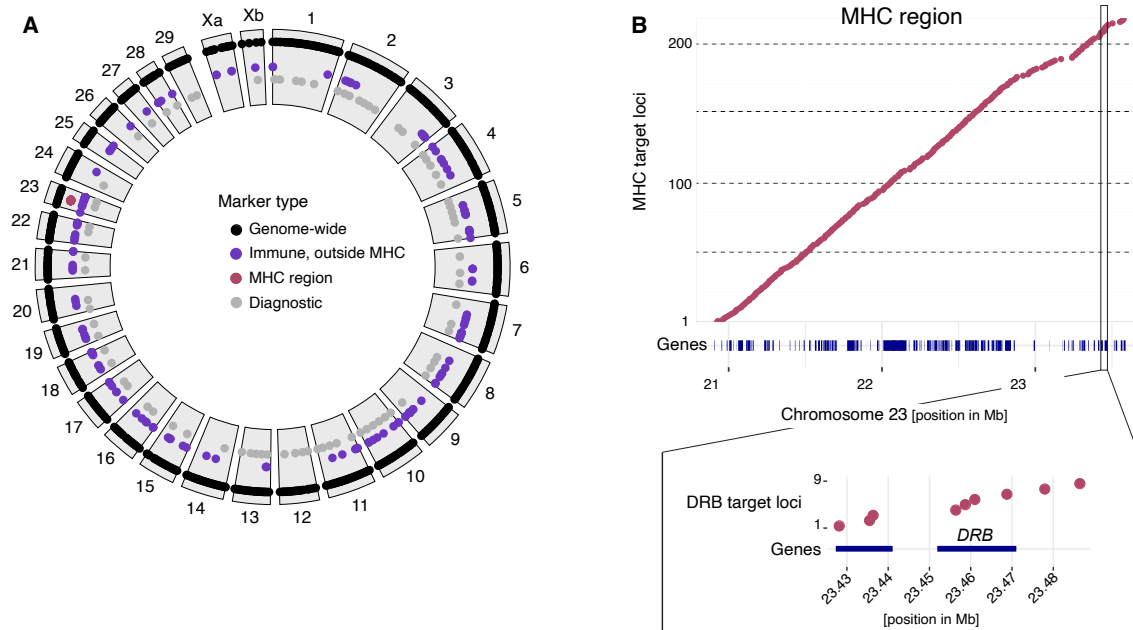 A
Xa
Xb
1
2
3
4
5
6
7
8
9
10
11
12
13
14
15
16
17
18
19
20
21
22
23
24
25
26
27
28
29
Marker type
Genome-wide
Immune, outside MHC
MHC region
Diagnostic
B
MHC region
MHC target loci
200
100
1
Genes
21
22
23
Chromosome 23 [position in Mb]
DRB target loci
9
1
DRB
Genes
23.43
23.44
23.45
23.46
23.47
23.48
[position in Mb]